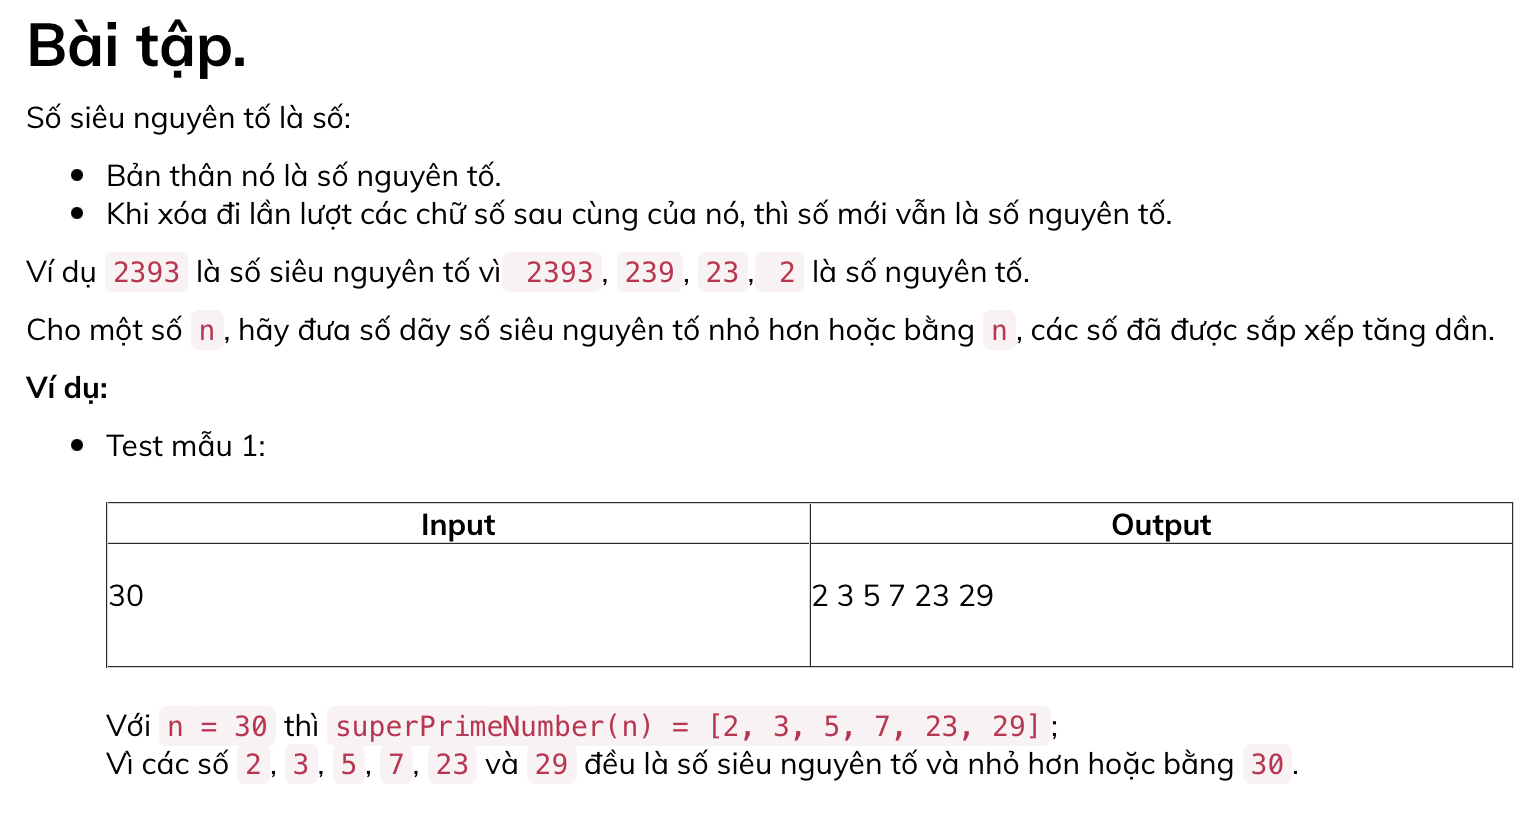 Bài tập.
Số siêu nguyên tố là số:
Bản thân nó là số nguyên tố.
Khi xóa đi lần lượt các chữ số sau cùng của nó, thì số mới vẫn là số nguyên tố.
Ví dụ 2393 là số siêu nguyên tố vì 2393, 239, 23, 2 là số nguyên tố.
Cho một số n, hãy đưa số dãy số siêu nguyên tố nhỏ hơn hoặc bằng n, các số đã được sắp xếp tăng dần.
Ví dụ:
Test mẫu 1:
Input Output
30 2 3 5 7 23 29
Với n = 30 thì superPrimeNumber(n) = [2, 3, 5, 7, 23, 29];
Vì các số 2, 3, 5, 7, 23 và 29 đều là số siêu nguyên tố và nhỏ hơn hoặc bằng 30.